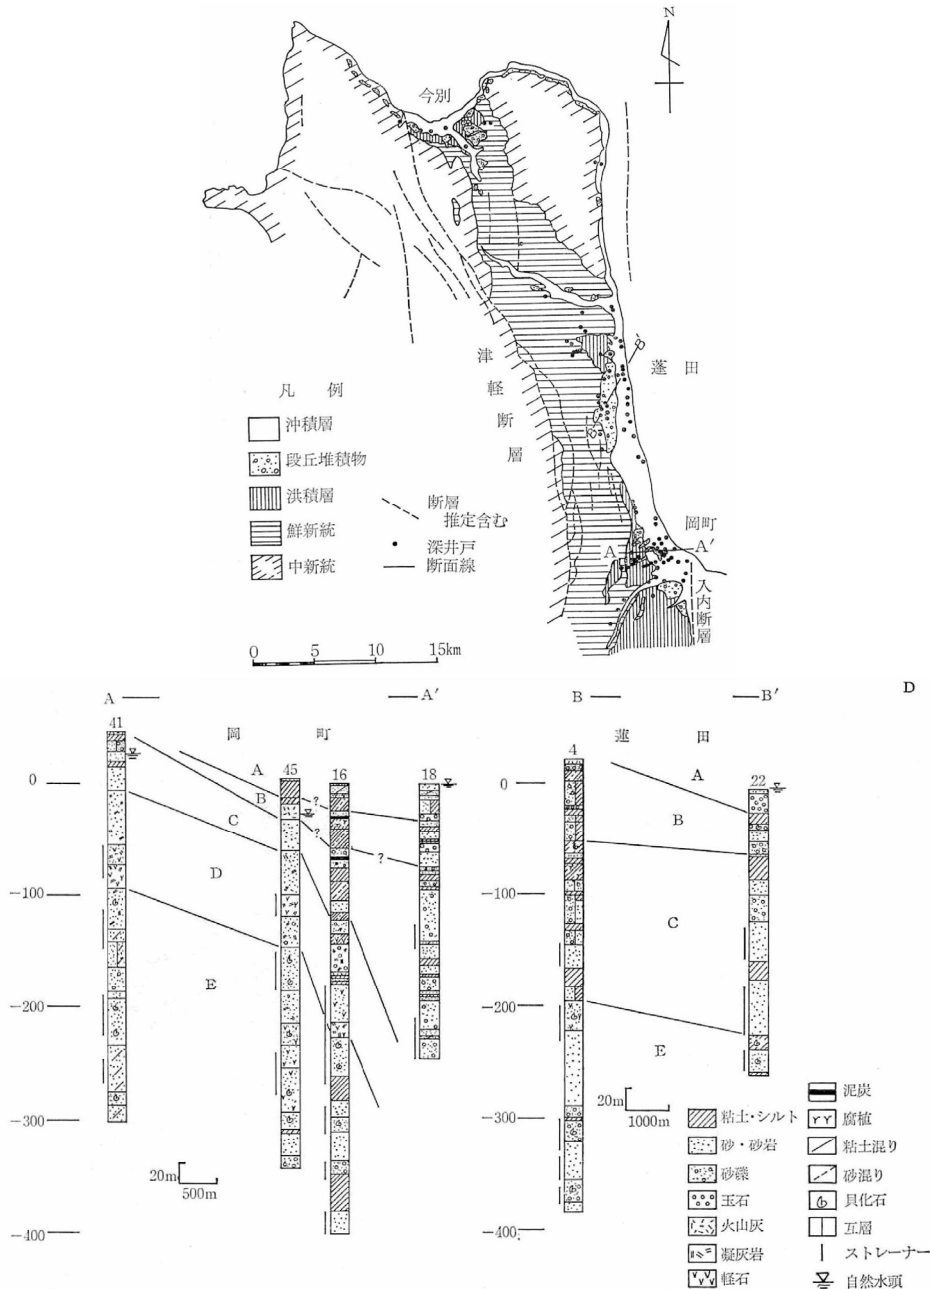 N
今別
蓬田
津軽断層
凡例
沖積層
段丘堆積物
洪積層
鮮新統
中新統
断層
推定含む
深井戸
断面線
B
B'
岡町
A
A'
入内断層
0 5 10 15km
A A'
B B'
D
岡町
蓮田
41
45
16
18
4
22
0
-100
-200
-300
-400
A
B
C
D
E
?
?
?
20m
500m
0
-100
-200
-300
-400
A
B
C
E
20m
1000m
粘土・シルト
砂・砂岩
砂礫
玉石
火山灰
凝灰岩
軽石
泥炭
腐植
粘土混り
砂混り
貝化石
互層
ストレーナー
自然水頭